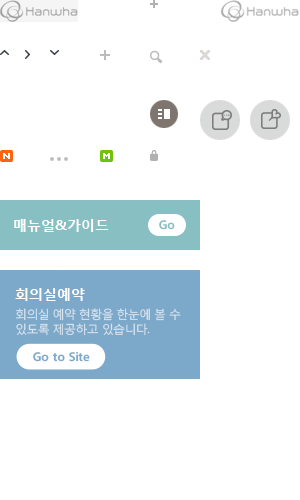 Hanwha
Hanwha
N
M
매뉴얼&가이드
Go
회의실예약
회의실 예약 현황을 한눈에 볼 수
있도록 제공하고 있습니다.
Go to Site